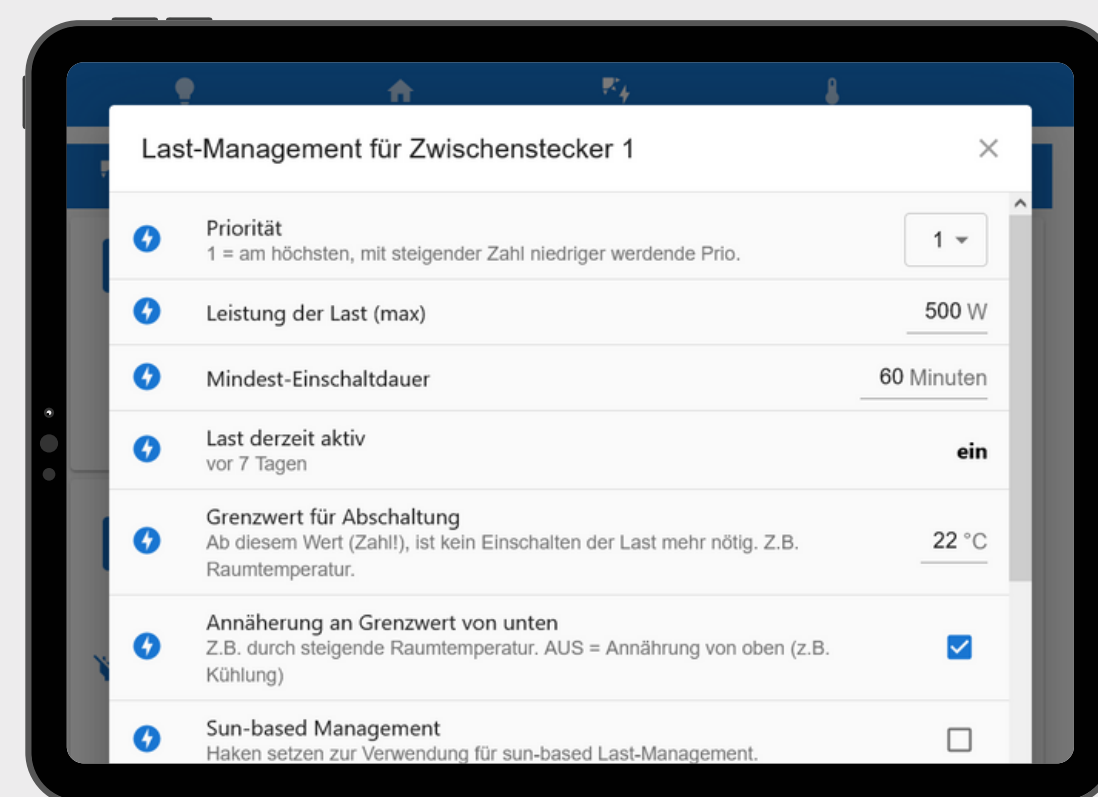 Last-Management für Zwischenstecker 1
Priorität
1 = am höchsten, mit steigender Zahl niedriger werdende Prio.
1
Leistung der Last (max)
500 W
Mindest-Einschaltdauer
60 Minuten
Last derzeit aktiv
vor 7 Tagen
ein
Grenzwert für Abschaltung
Ab diesem Wert (Zahl!), ist kein Einschalten der Last mehr nötig. Z.B.
Raumtemperatur.
22 °C
Annäherung an Grenzwert von unten
Z.B. durch steigende Raumtemperatur. AUS = Annährung von oben (z.B.
Kühlung)
Sun-based Management
Haken setzen zur Verwendung für sun-based Last-Management.